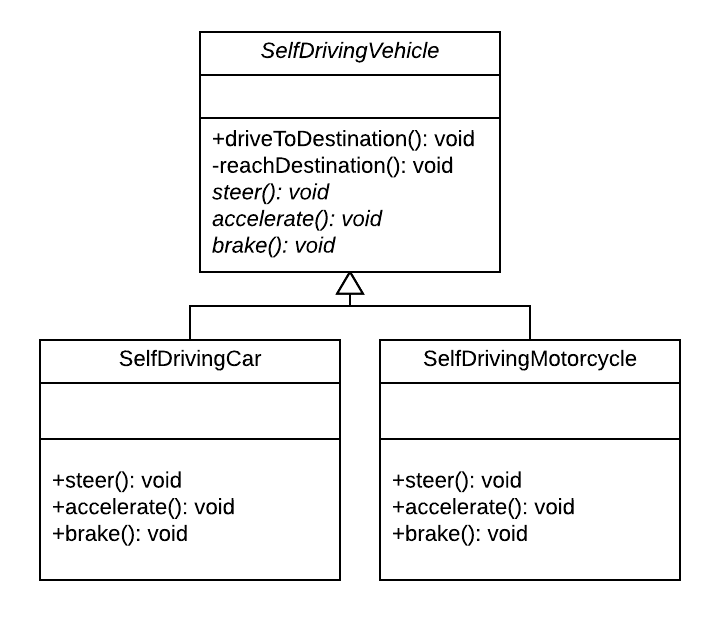 SelfDrivingVehicle
+driveToDestination(): void
-reachDestination(): void
steer(): void
accelerate(): void
brake(): void
SelfDrivingCar
+steer(): void
+accelerate(): void
+brake(): void
SelfDrivingMotorcycle
+steer(): void
+accelerate(): void
+brake(): void